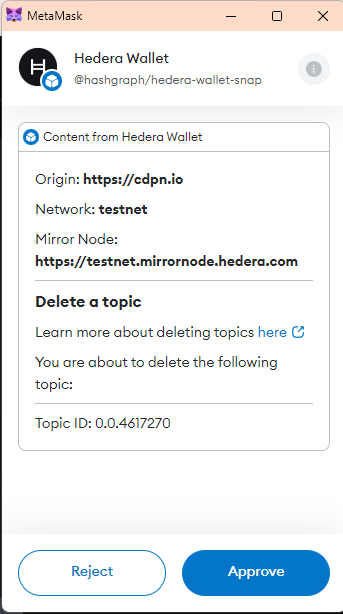 MetaMask
Hedera Wallet
@hashgraph/hedera-wallet-snap
Content from Hedera Wallet
Origin: https://cdpn.io
Network: testnet
Mirror Node:
https://testnet.mirrornode.hedera.com
Delete a topic
Learn more about deleting topics here
You are about to delete the following
topic:
Topic ID: 0.0.4617270
Reject
Approve